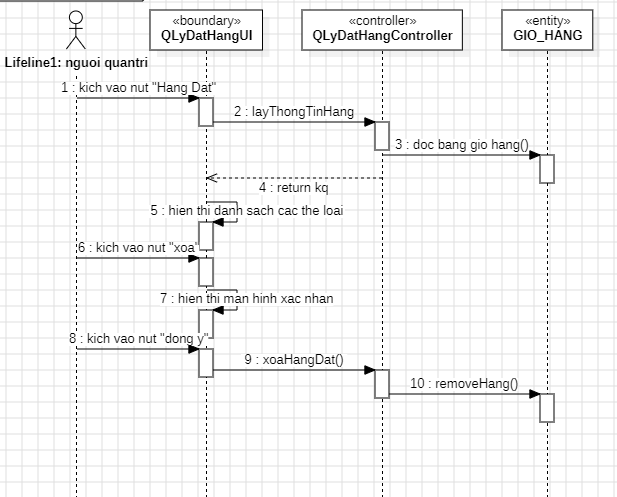 «boundary»
QLyDatHangUI
«controller»
QLyDatHangController
«entity»
GIO_HANG
Lifeline1: nguoi quantri
1 : kich vao nut "Hang Dat"
2 : layThongTinHang
3 : doc bang gio hang()
4 : return kq
5 : hien thi danh sach cac the loai
6 : kich vao nut "xoa"
7 : hien thi man hinh xac nhan
8 : kich vao nut "dong y"
9 : xoaHangDat()
10 : removeHang()